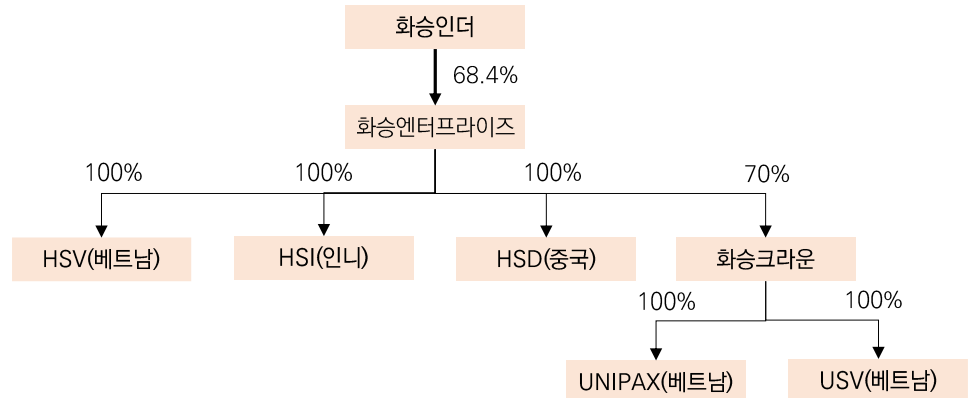 화승인더
68.4%
화승엔터프라이즈
100%
100%
100%
70%
HSV(베트남)
HSI(인니)
HSD(중국)
화승크라운
100%
100%
UNIPAX(베트남)
USV(베트남)